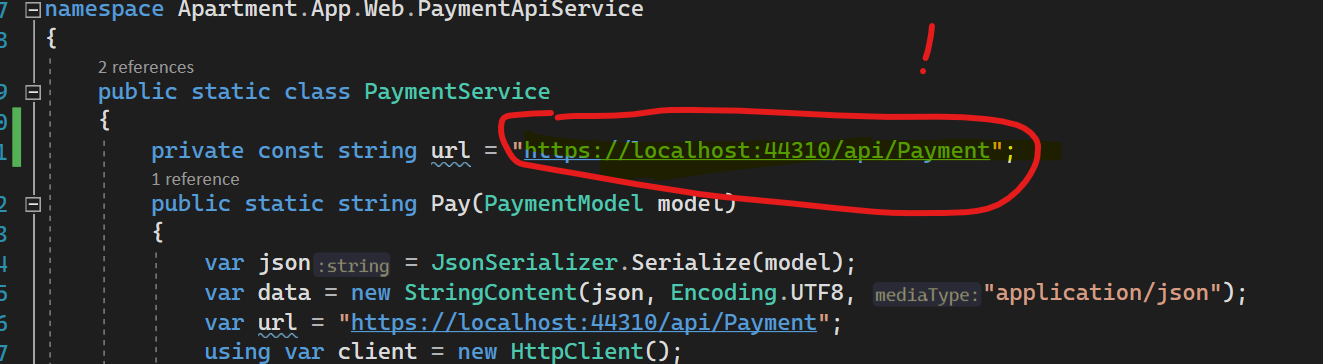 7 namespace Apartment.App.Web.PaymentApiService
8 {
2 references
9 public static class PaymentService
0 {
1 private const string url = "https://localhost:44310/api/Payment";
1 reference
2 public static string Pay(PaymentModel model)
3 {
4 var json:string = JsonSerializer.Serialize(model);
5 var data = new StringContent(json, Encoding.UTF8, mediaType:"application/json");
6 var url = "https://localhost:44310/api/Payment";
7 using var client = new HttpClient();
!